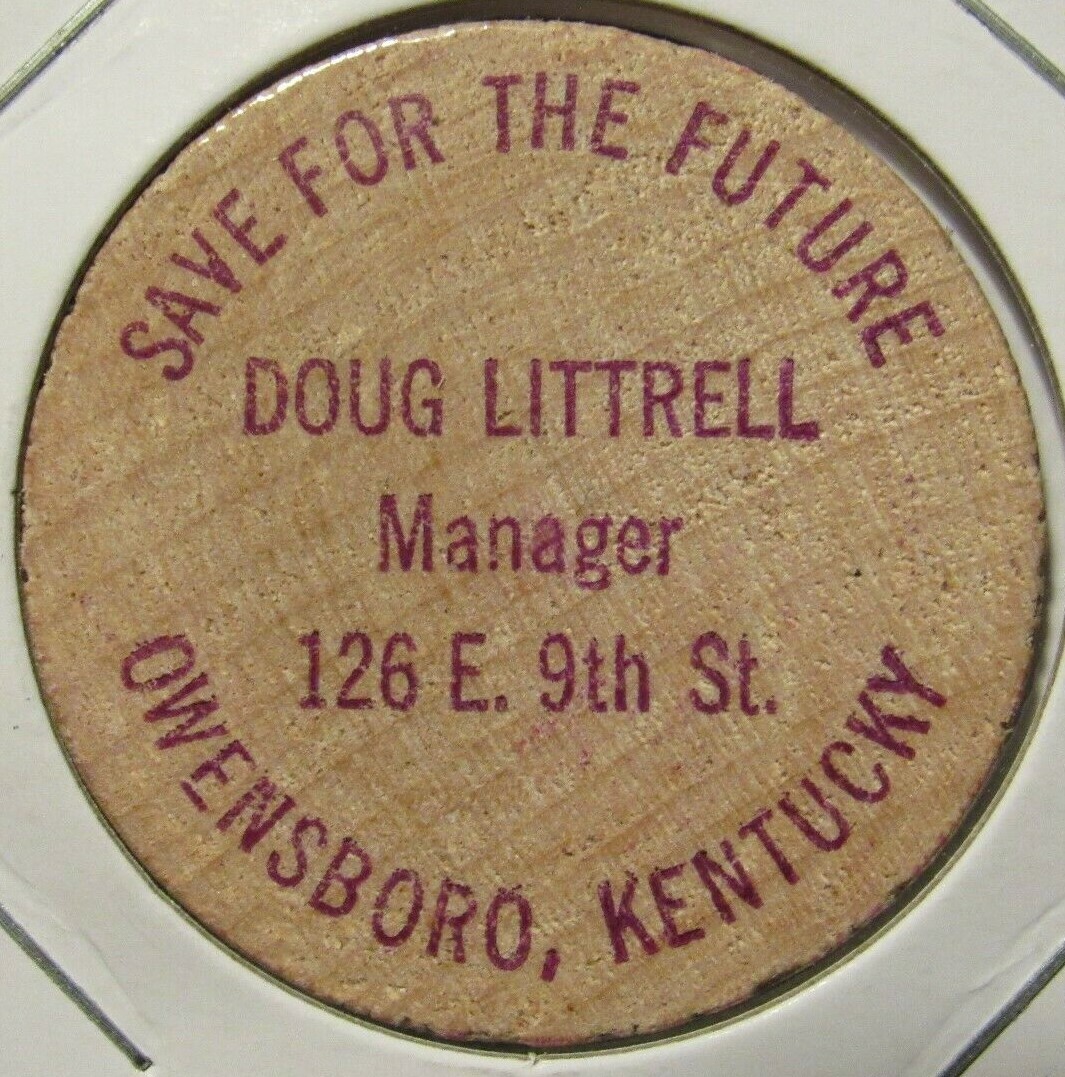 SAVE FOR THE FUTURE
DOUG LITTRELL
Manager
126 E. 9th St.
OWENSBORO, KENTUCKY